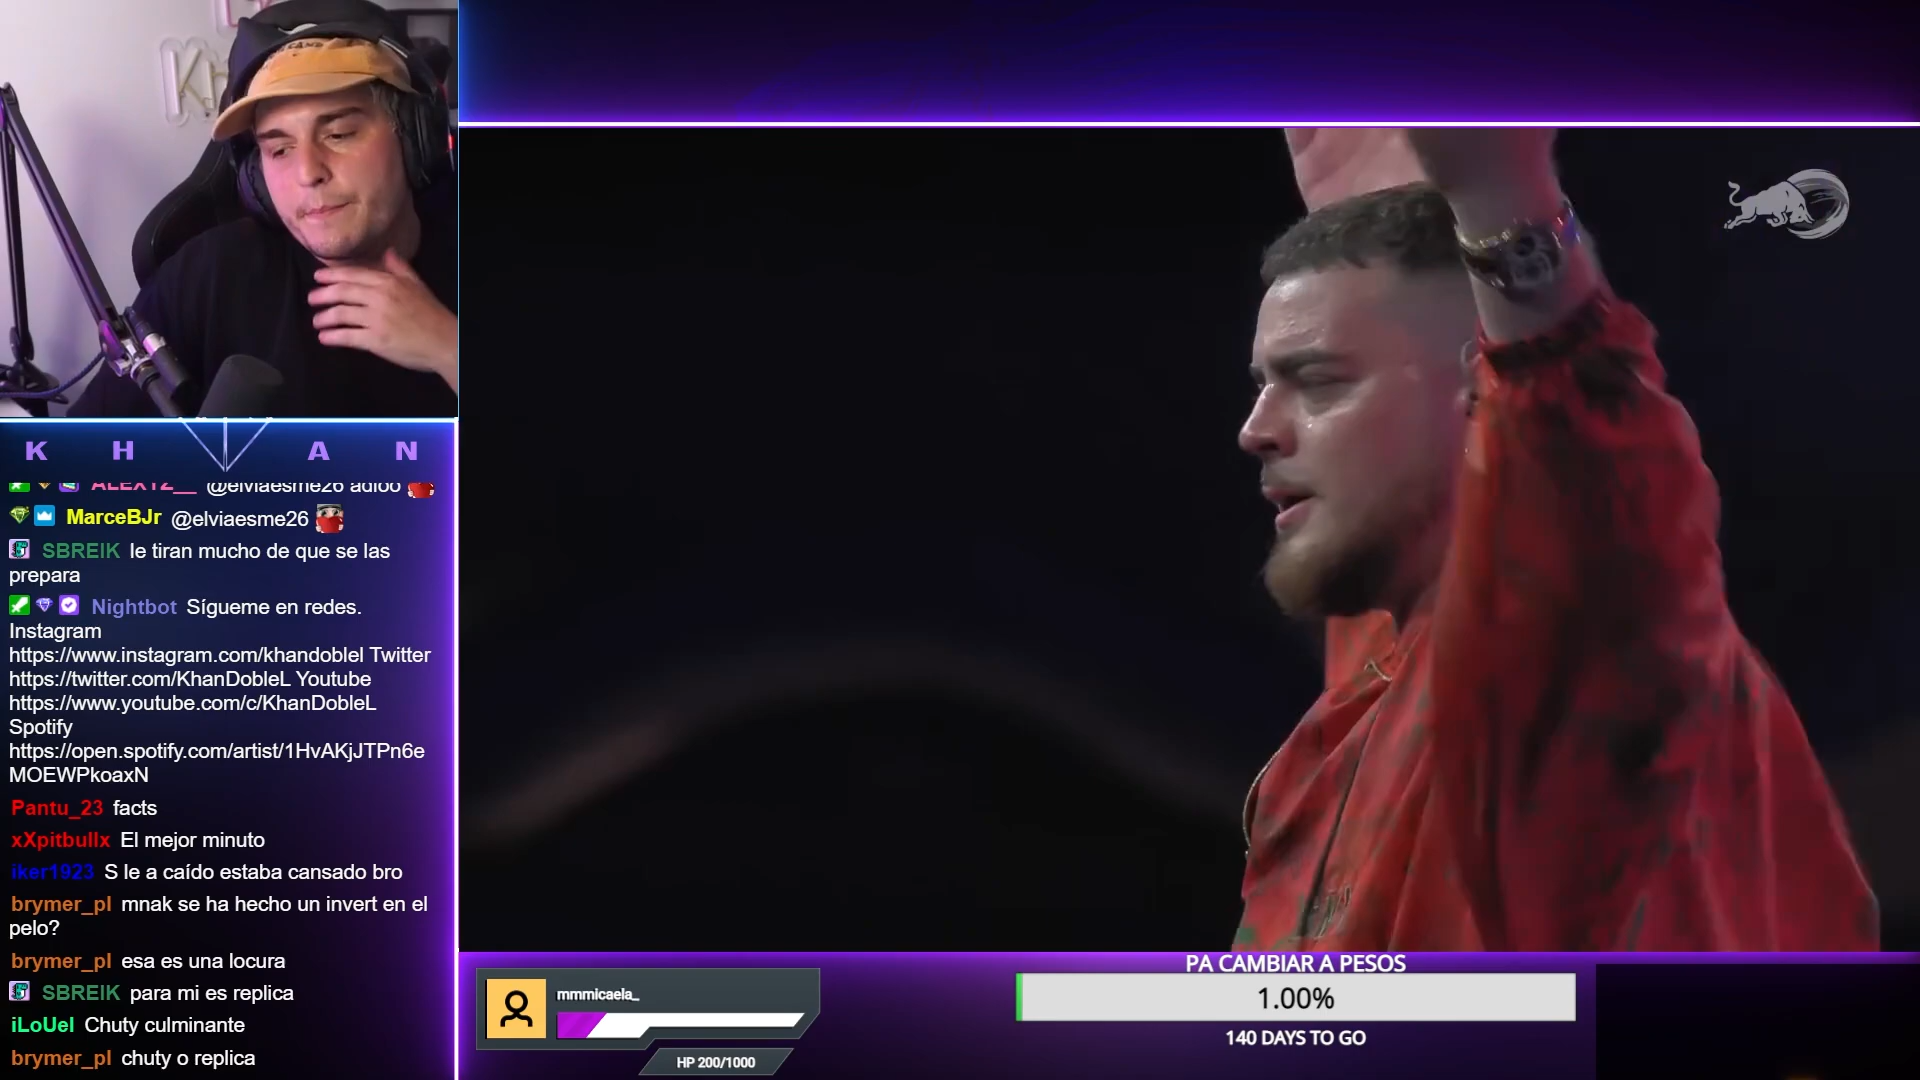 K H A N
ALEXTZ__ @elviaesme26 adioo
MarceBJr @elviaesme26
SBREIK le tiran mucho de que se las
prepara
Nightbot Sígueme en redes.
Instagram
https://www.instagram.com/khandoblel Twitter
https://twitter.com/KhanDobleL Youtube
https://www.youtube.com/c/KhanDobleL
Spotify
https://open.spotify.com/artist/1HvAKjJTPn6e
MOEWPkoaxN
Pantu_23 facts
xXpitbullx El mejor minuto
iker1923 S le a caído estaba cansado bro
brymer_pl mnak se ha hecho un invert en el
pelo?
brymer_pl esa es una locura
SBREIK para mi es replica
iLoUel Chuty culminante
brymer_pl chuty o replica
mmmicaela_
HP 200/1000
PA CAMBIAR A PESOS
1.00%
140 DAYS TO GO